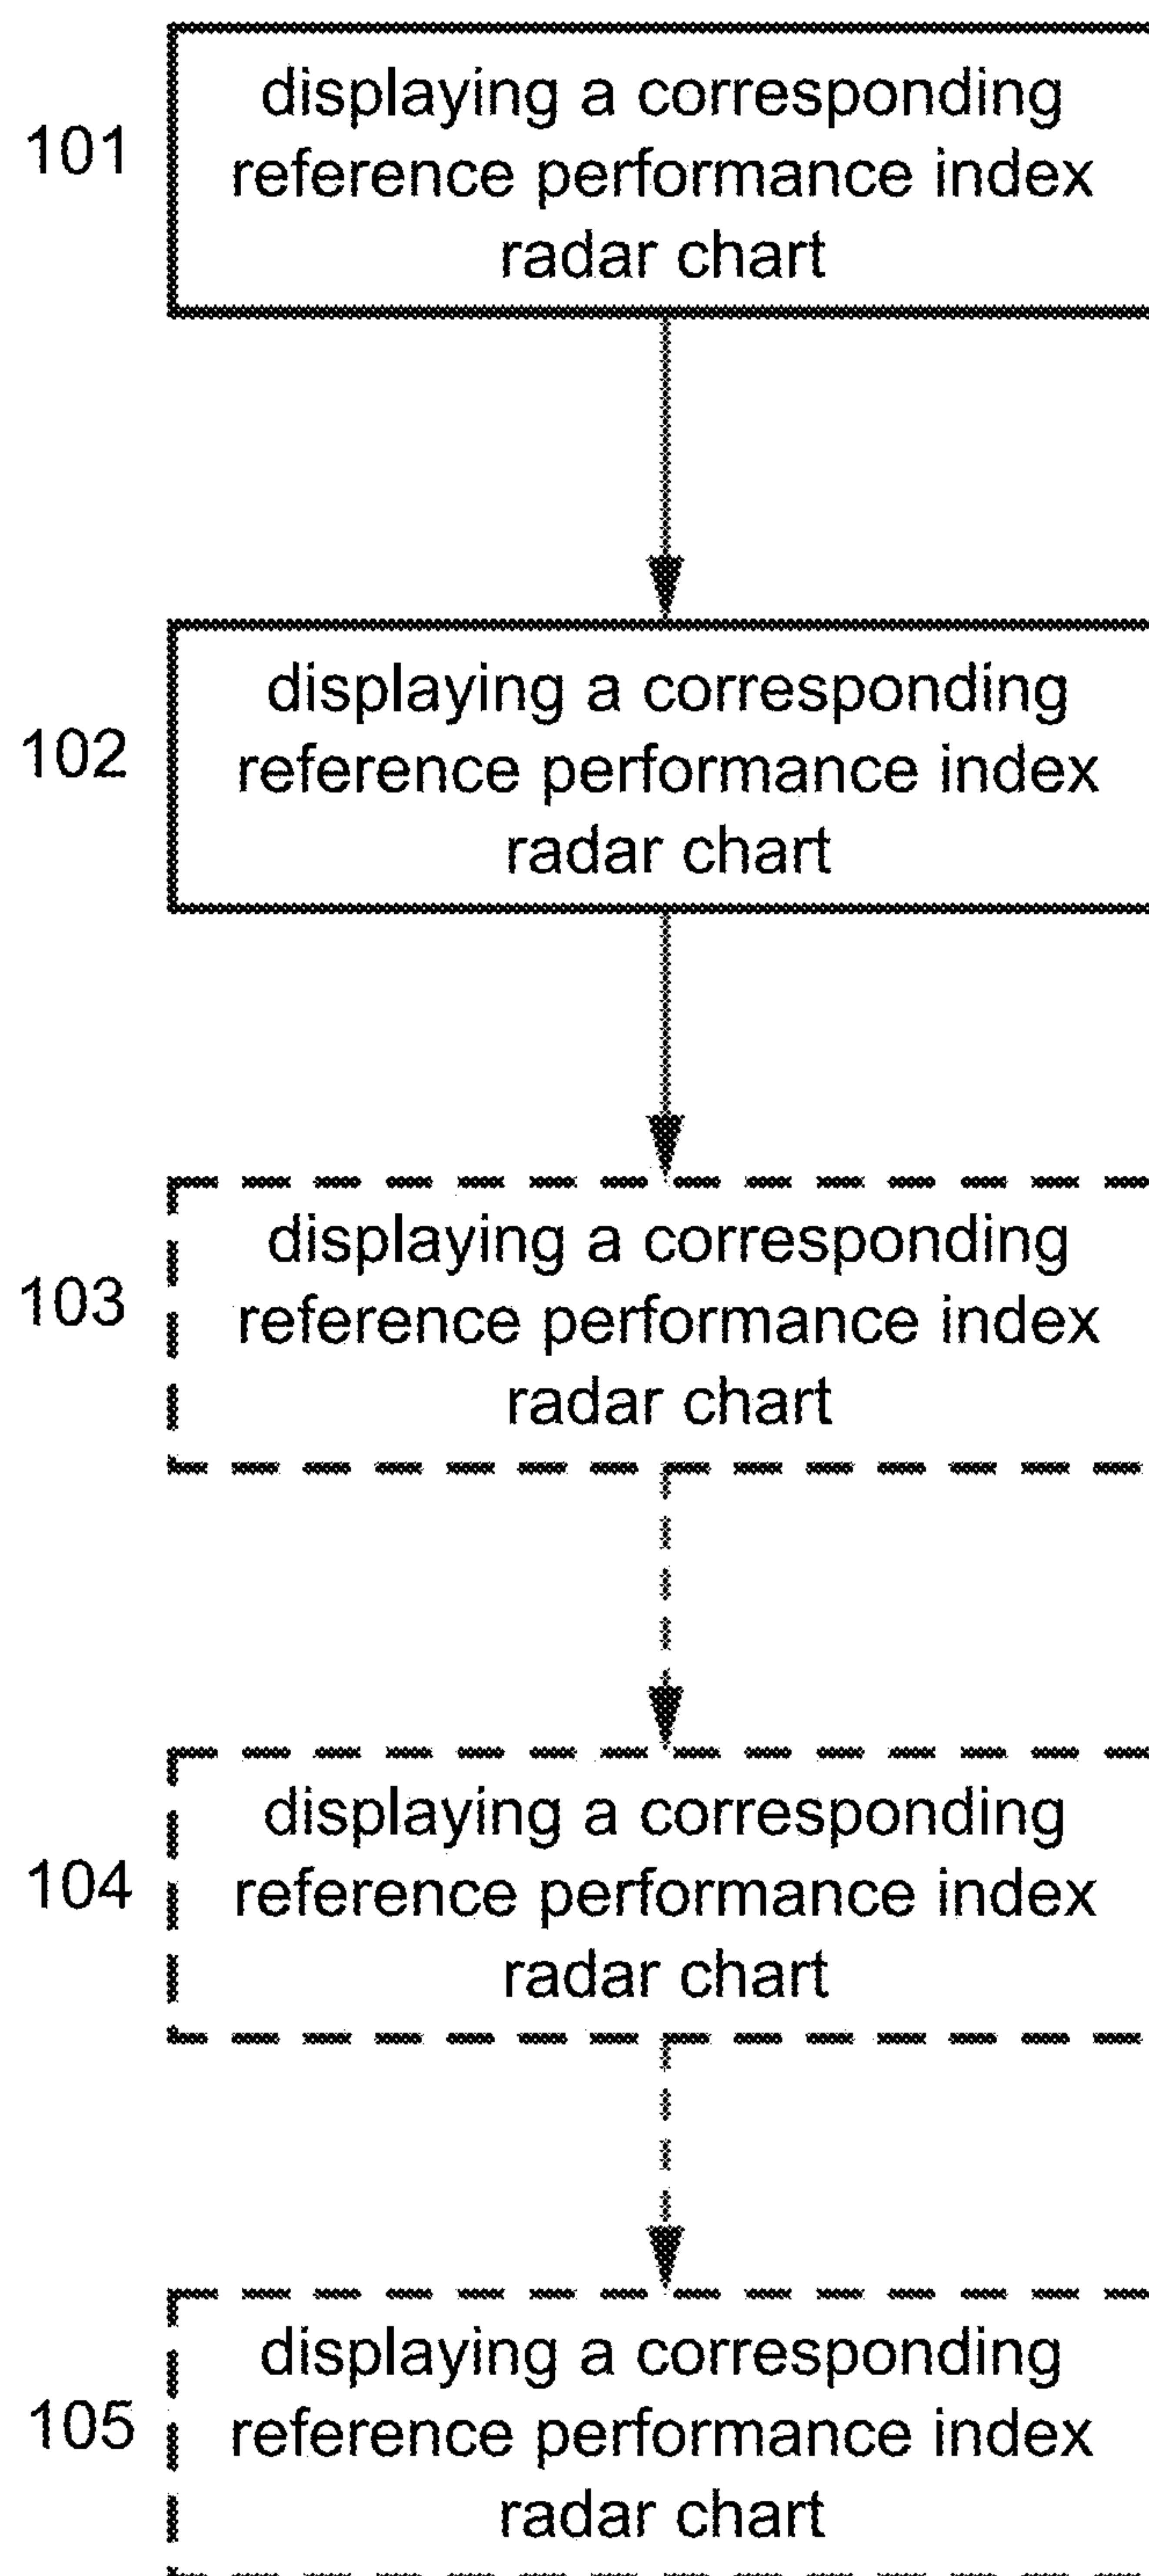 101
displaying a corresponding
reference performance index
radar chart
102
displaying a corresponding
reference performance index
radar chart
103
displaying a corresponding
reference performance index
radar chart
104
displaying a corresponding
reference performance index
radar chart
105
displaying a corresponding
reference performance index
radar chart